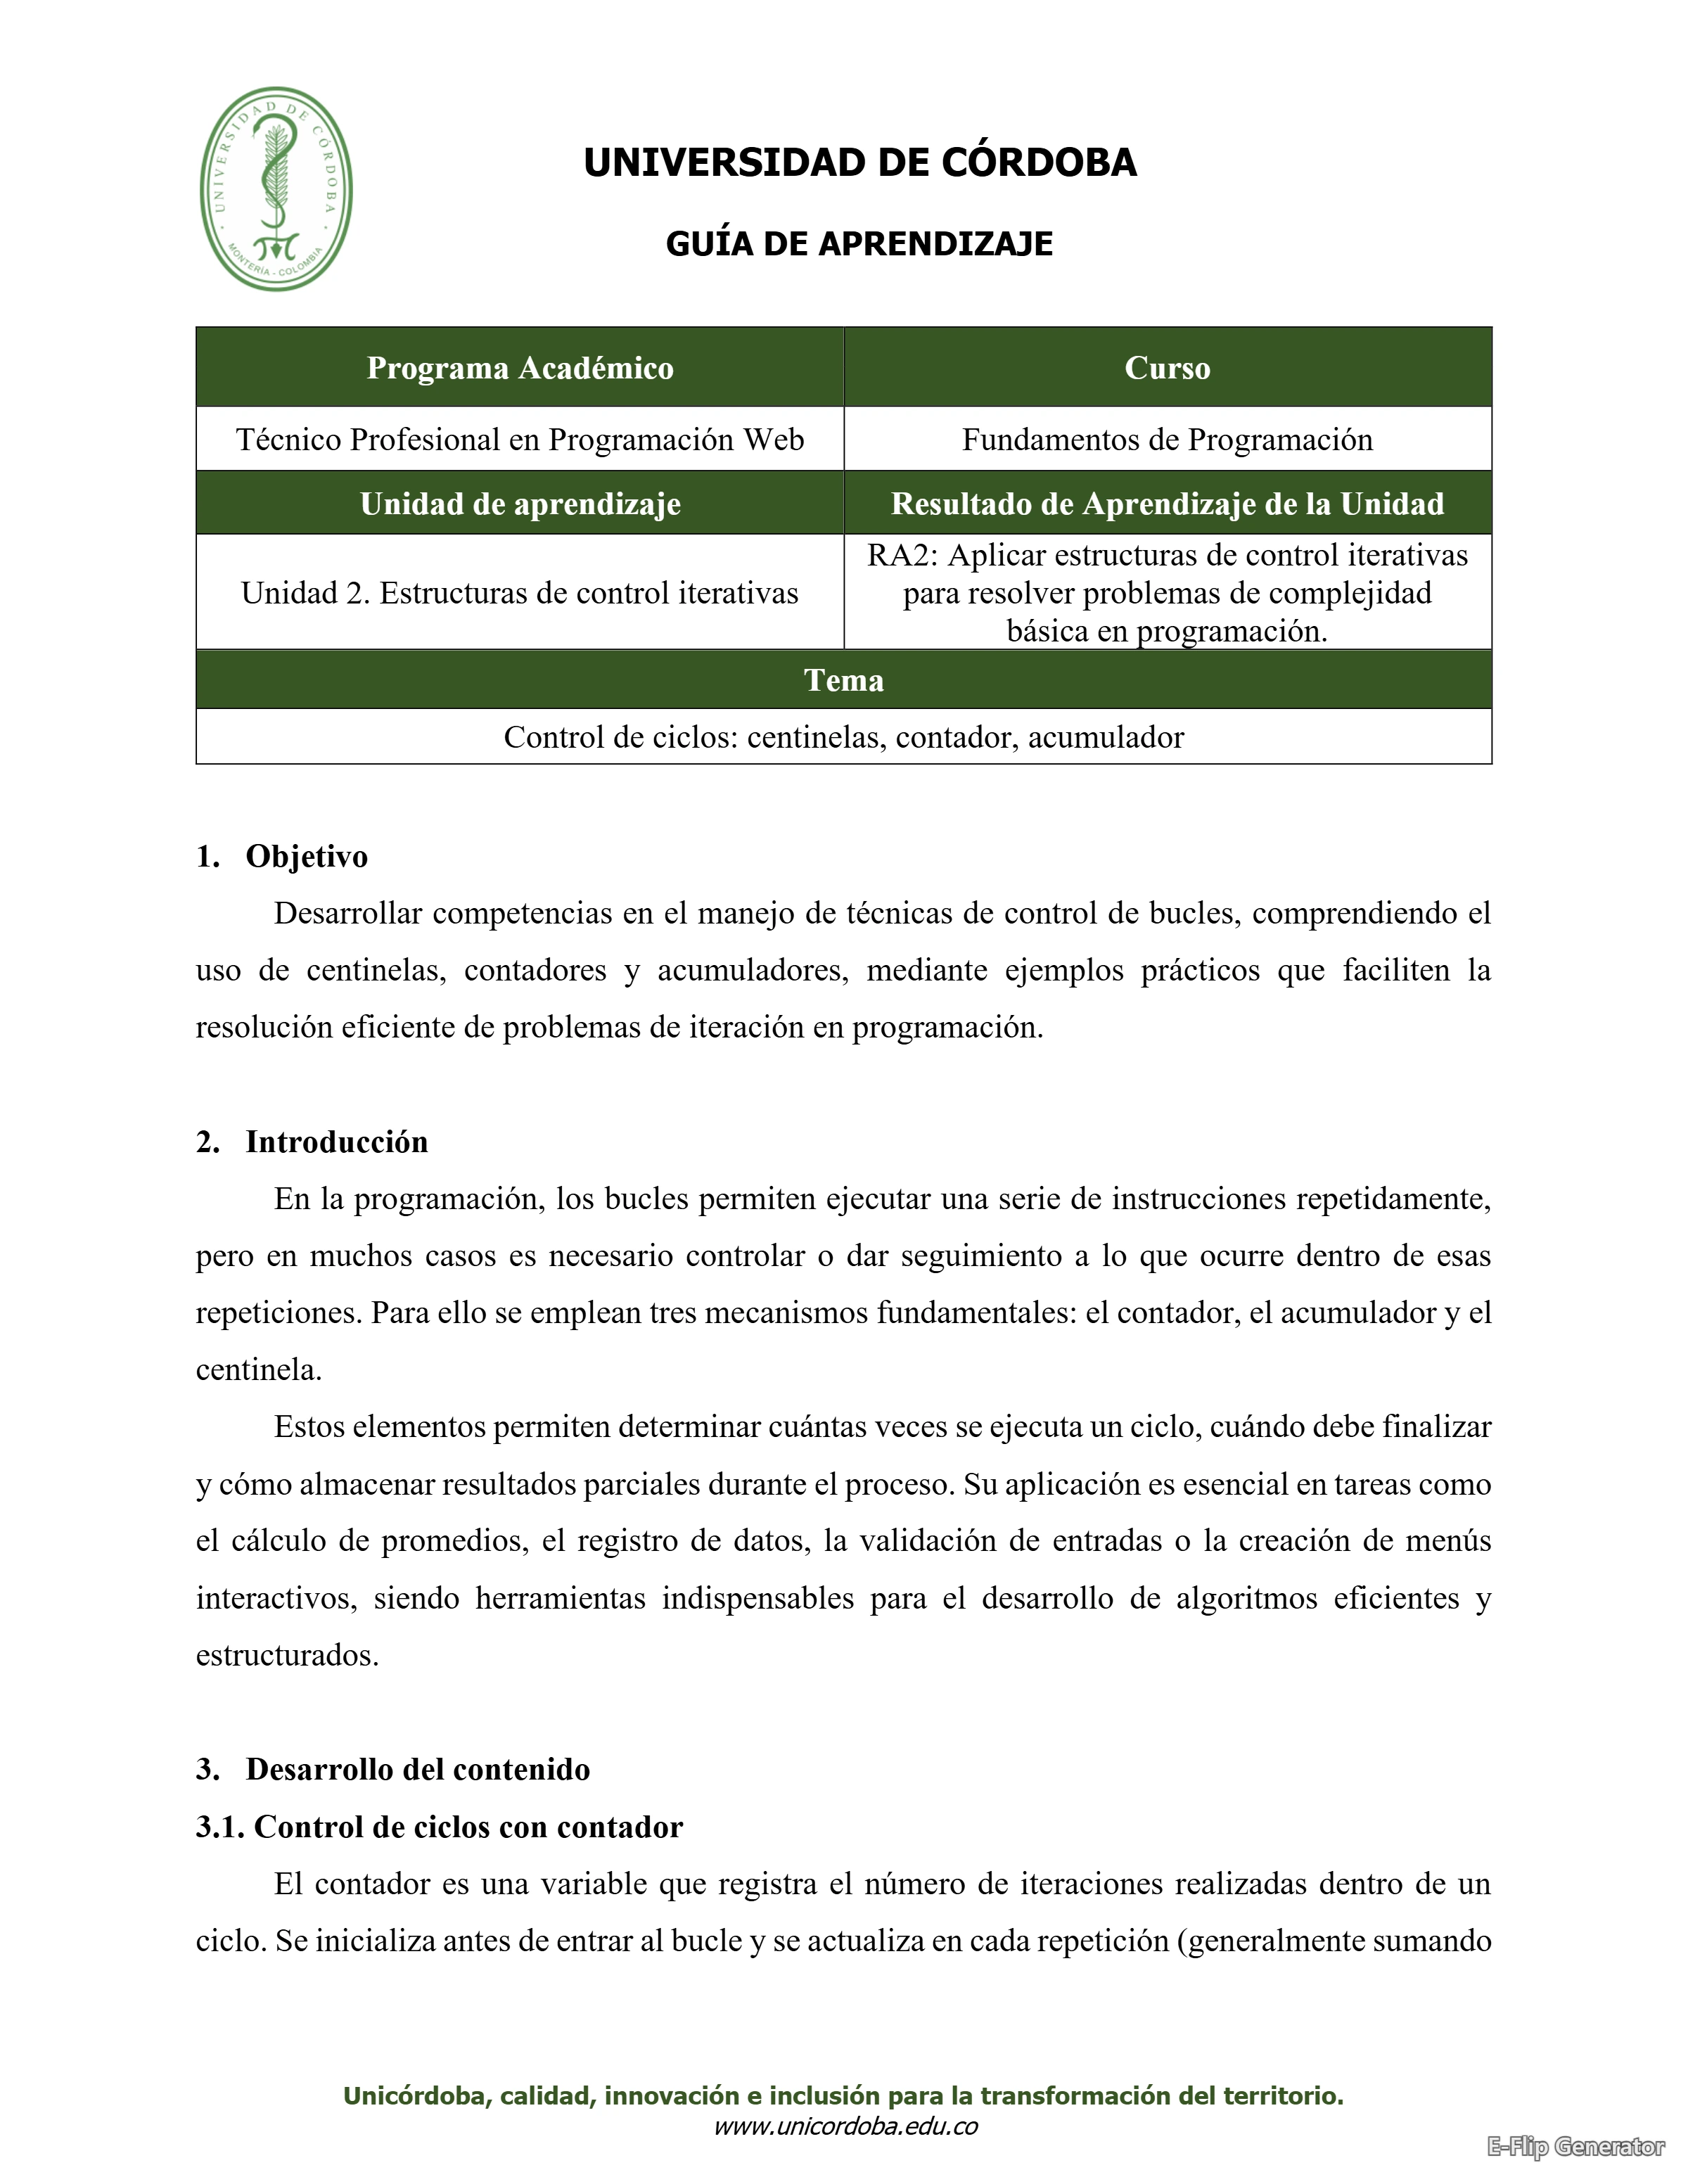 UNIVERSIDAD DE CÓRDOBA
MONTERÍA - COLOMBIA
UNIVERSIDAD DE CÓRDOBA
GUÍA DE APRENDIZAJE
Programa Académico
Curso
Técnico Profesional en Programación Web
Fundamentos de Programación
Unidad de aprendizaje
Resultado de Aprendizaje de la Unidad
Unidad 2. Estructuras de control iterativas
RA2: Aplicar estructuras de control iterativas
para resolver problemas de complejidad
básica en programación.
Tema
Control de ciclos: centinelas, contador, acumulador
1. Objetivo
Desarrollar competencias en el manejo de técnicas de control de bucles, comprendiendo el
uso de centinelas, contadores y acumuladores, mediante ejemplos prácticos que faciliten la
resolución eficiente de problemas de iteración en programación.
2. Introducción
En la programación, los bucles permiten ejecutar una serie de instrucciones repetidamente,
pero en muchos casos es necesario controlar o dar seguimiento a lo que ocurre dentro de esas
repeticiones. Para ello se emplean tres mecanismos fundamentales: el contador, el acumulador y el
centinela.
Estos elementos permiten determinar cuántas veces se ejecuta un ciclo, cuándo debe finalizar
y cómo almacenar resultados parciales durante el proceso. Su aplicación es esencial en tareas como
el cálculo de promedios, el registro de datos, la validación de entradas o la creación de menús
interactivos, siendo herramientas indispensables para el desarrollo de algoritmos eficientes y
estructurados.
3. Desarrollo del contenido
3.1. Control de ciclos con contador
El contador es una variable que registra el número de iteraciones realizadas dentro de un
ciclo. Se inicializa antes de entrar al bucle y se actualiza en cada repetición (generalmente sumando
Unicórdoba, calidad, innovación e inclusión para la transformación del territorio.
www.unicordoba.edu.co
E-Flip Generator